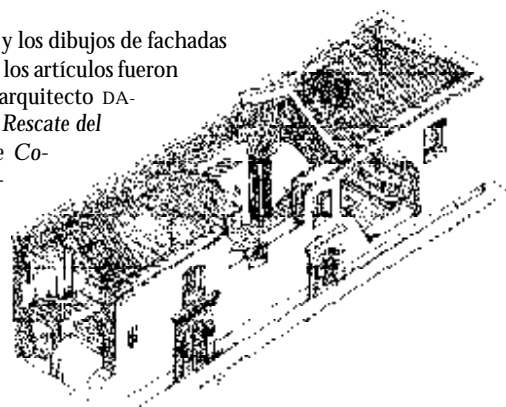 y los dibujos de fachadas
los artículos fueron
arquitecto DA-
Rescate del
e Co-
-